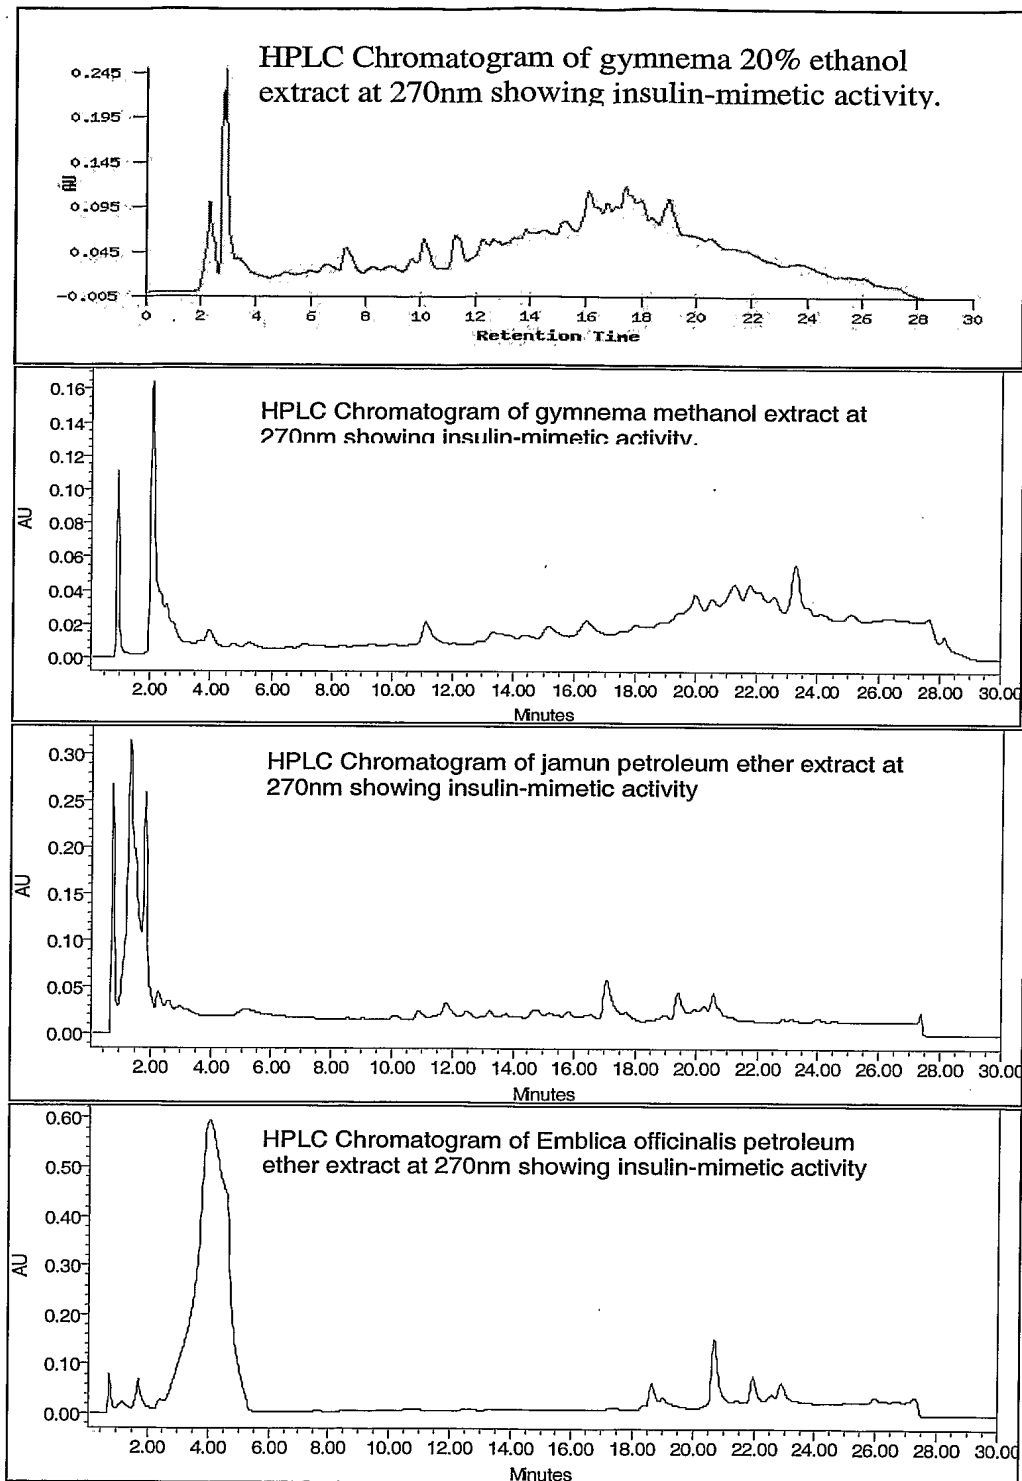 HPLC Chromatogram of gymnema 20% ethanol
extract at 270nm showing insulin-mimetic activity.
0.245
0.195
0.145
AU
0.095
0.045
-0.005
0 2 4 6 8 10 12 14 16 18 20 22 24 26 28 30
Retention Time
HPLC Chromatogram of gymnema methanol extract at
270nm showing insulin-mimetic activity.
0.16
0.14
0.12
0.10
AU
0.08
0.06
0.04
0.02
0.00
2.00 4.00 6.00 8.00 10.00 12.00 14.00 16.00 18.00 20.00 22.00 24.00 26.00 28.00 30.00
Minutes
HPLC Chromatogram of jamun petroleum ether extract at
270nm showing insulin-mimetic activity
0.30
0.25
0.20
AU
0.15
0.10
0.05
0.00
2.00 4.00 6.00 8.00 10.00 12.00 14.00 16.00 18.00 20.00 22.00 24.00 26.00 28.00 30.00
Minutes
HPLC Chromatogram of Emblica officinalis petroleum
ether extract at 270nm showing insulin-mimetic activity
0.60
0.50
0.40
AU
0.30
0.20
0.10
0.00
2.00 4.00 6.00 8.00 10.00 12.00 14.00 16.00 18.00 20.00 22.00 24.00 26.00 28.00 30.00
Minutes